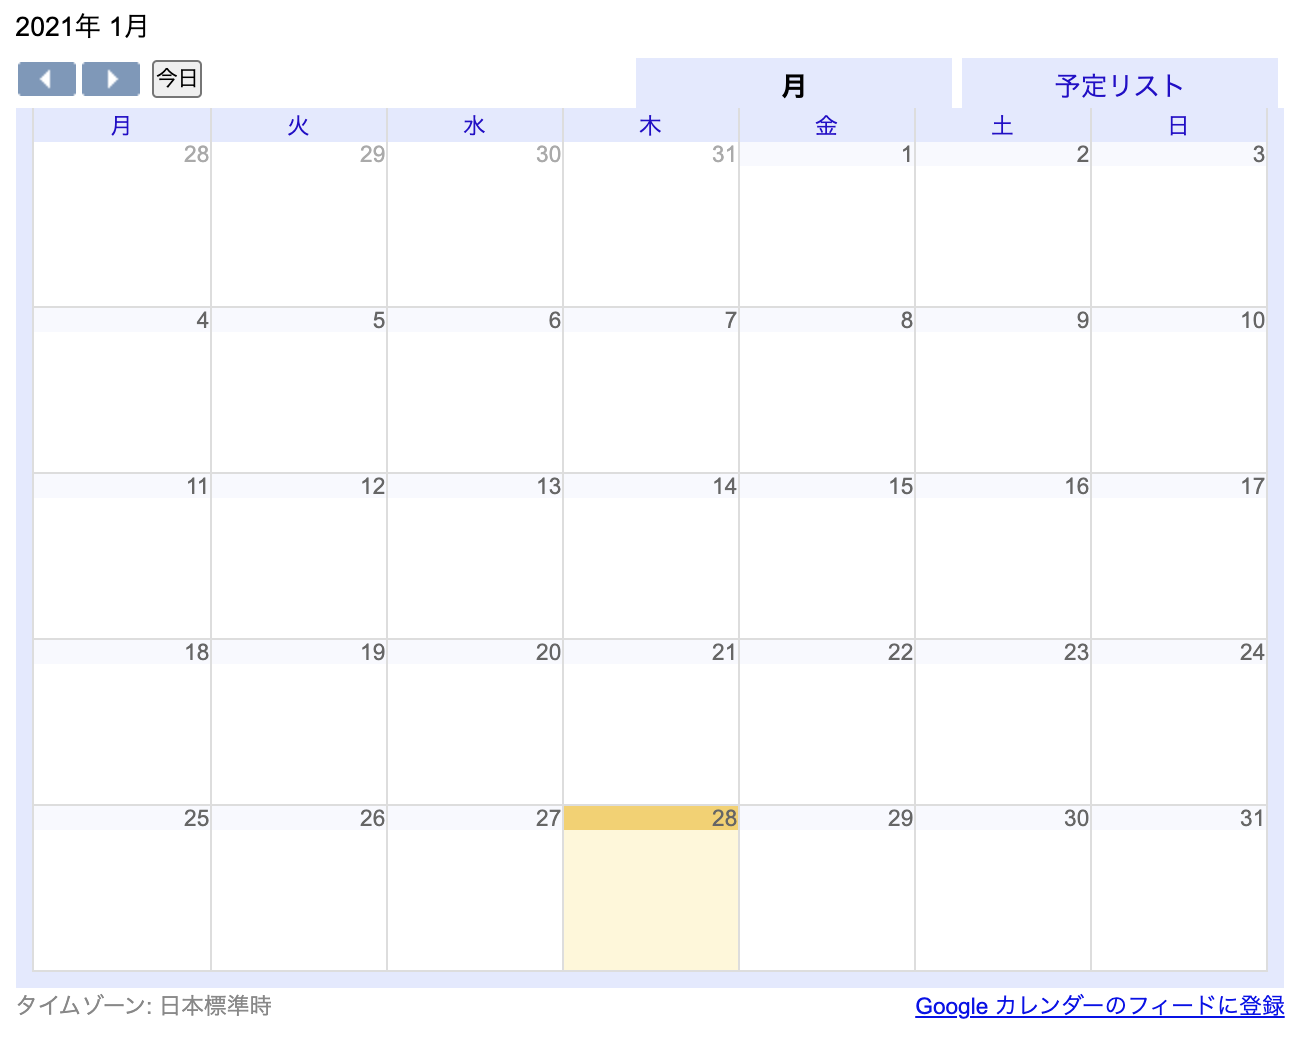 2021年 1月
今日
月 予定リスト
月 火 水 木 金 土 日
28 29 30 31 1 2 3
4 5 6 7 8 9 10
11 12 13 14 15 16 17
18 19 20 21 22 23 24
25 26 27 28 29 30 31
タイムゾーン: 日本標準時 Google カレンダーのフィードに登録